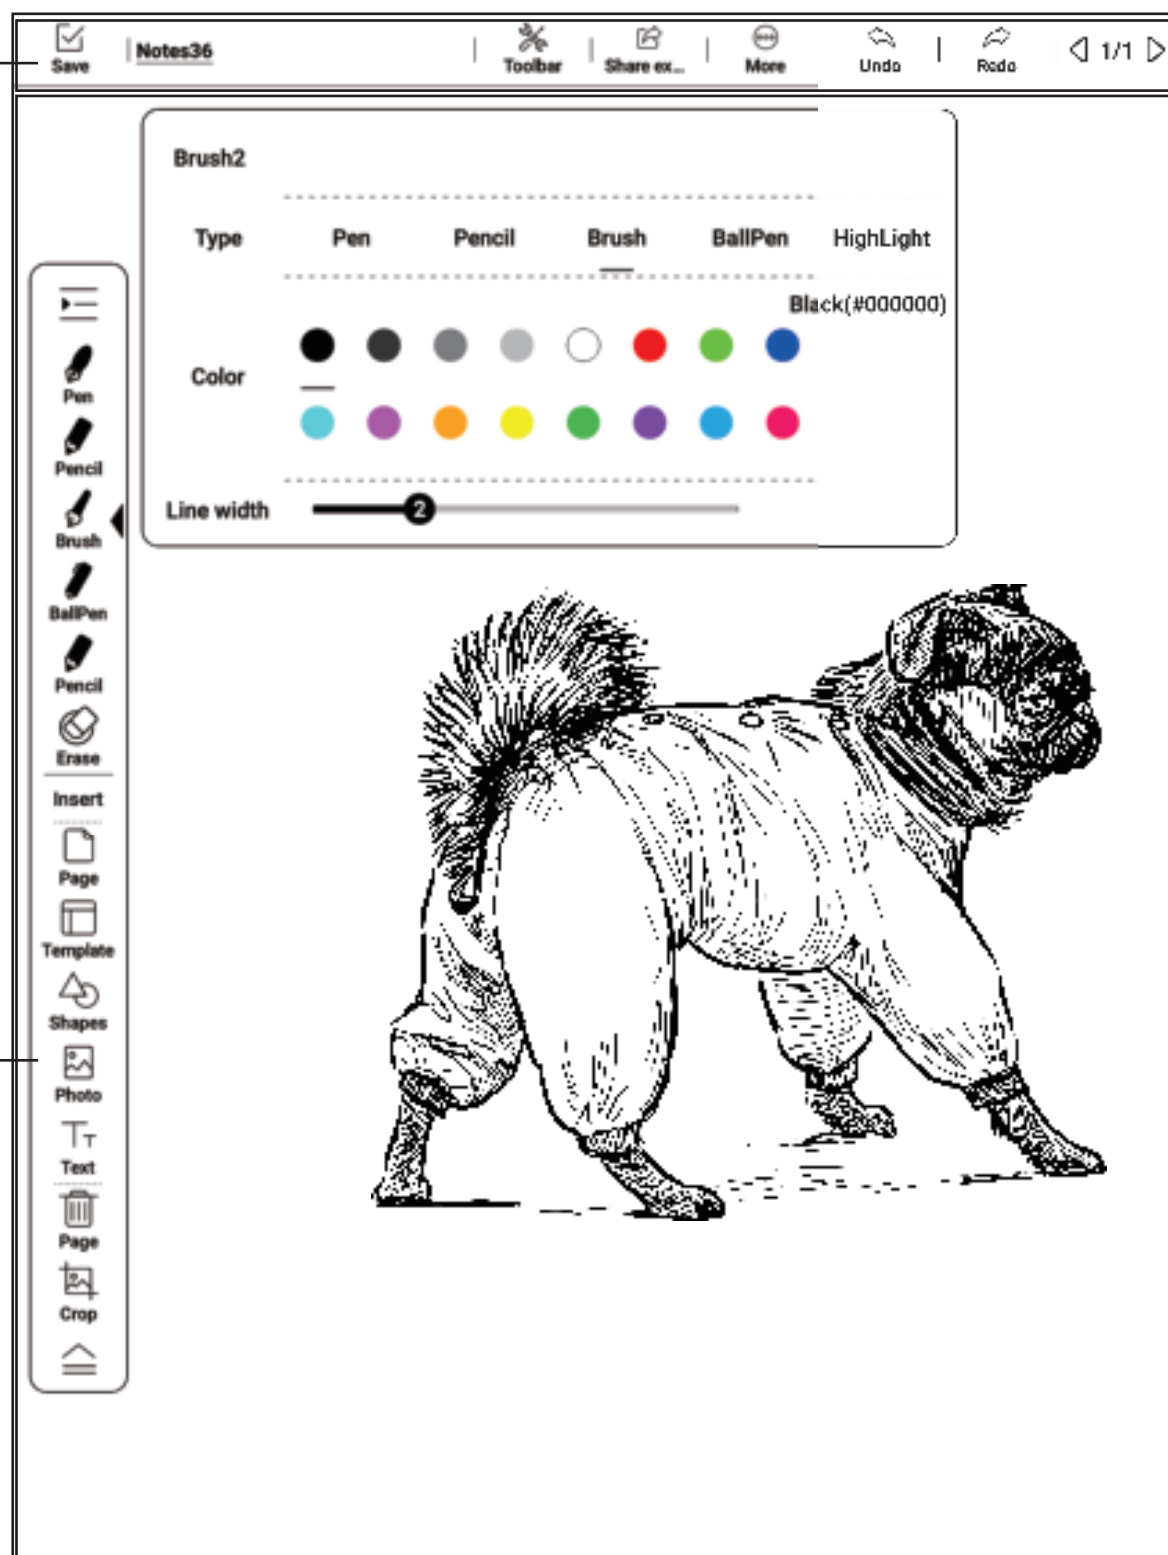 Save Notes36 Toolbar Share ex... More Undo Redo 1/1
Brush2
Type Pen Pencil Brush BallPen HighLight
Black(#000000)
Color
Line width 2
Pen
Pencil
Brush
BallPen
Pencil
Erase
Insert
Page
Template
Shapes
Photo
Text
Page
Crop